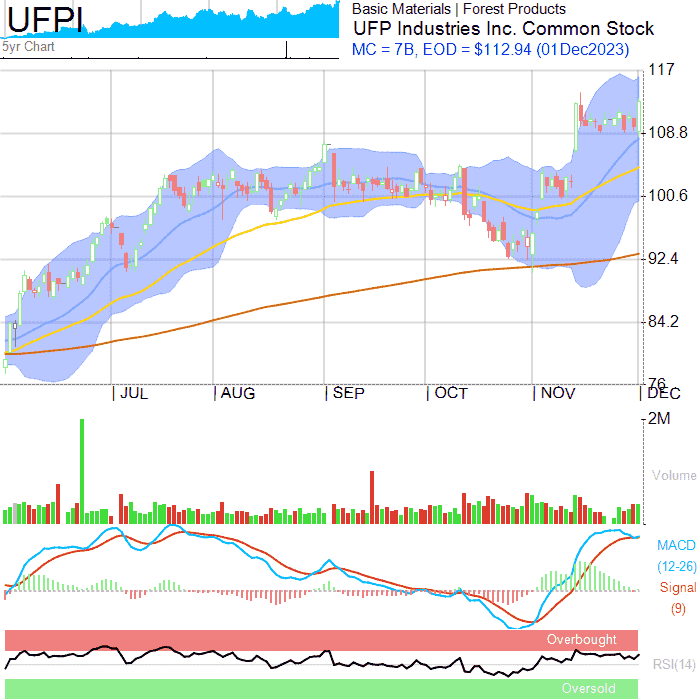 UFPI
5yr Chart
Basic Materials | Forest Products
UFP Industries Inc. Common Stock
MC = 7B, EOD = $112.94 (01Dec2023)
117
108.8
100.6
92.4
84.2
76
JUL
AUG
SEP
OCT
NOV
DEC
2M
Volume
MACD
(12-26)
Signal
(9)
Overbought
RSI(14)
Oversold